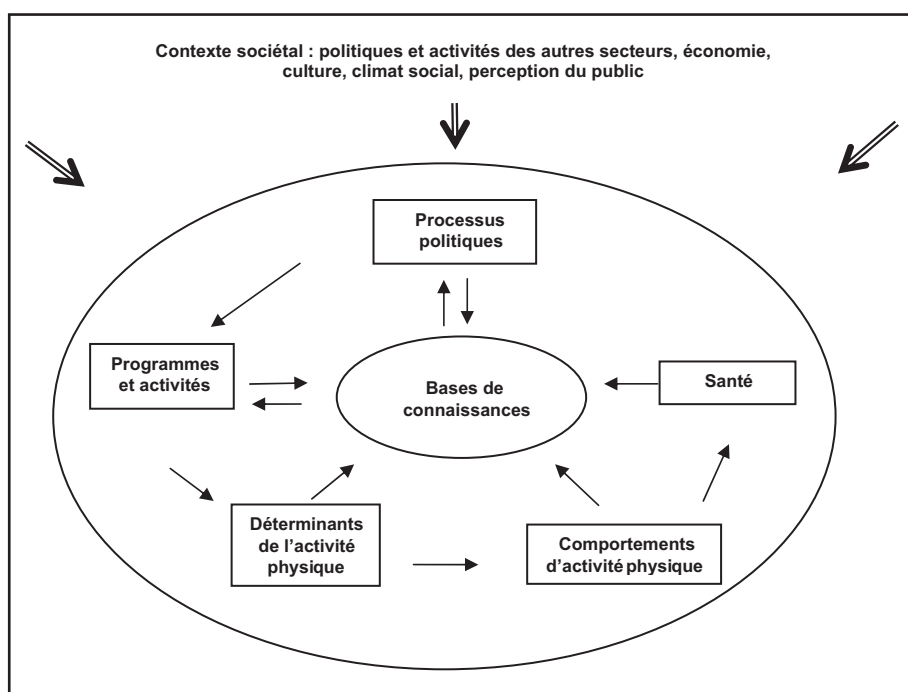 Contexte sociétal : politiques et activités des autres secteurs, économie,
culture, climat social, perception du public
Processus
politiques
Programmes
et activités
Bases de
connaissances
Santé
Déterminants
de l'activité
physique
Comportements
d'activité physique